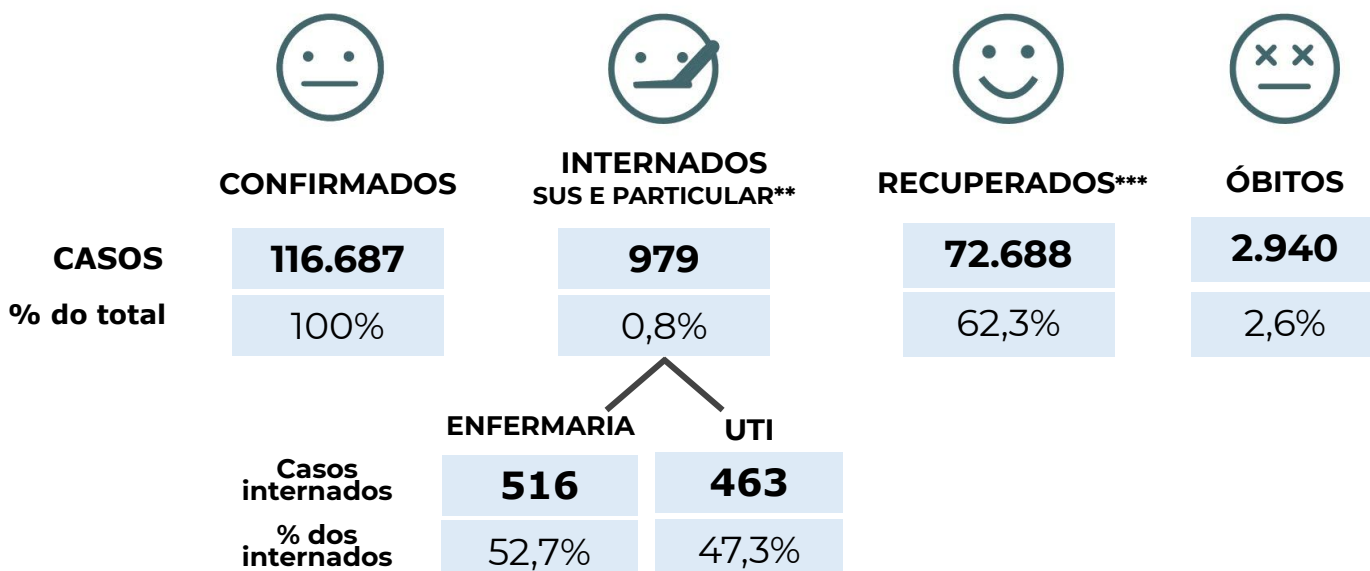 CONFIRMADOS
INTERNADOS
SUS E PARTICULAR**
RECUPERADOS***
ÓBITOS
CASOS
116.687
979
72.688
2.940
% do total
100%
0,8%
62,3%
2,6%
ENFERMARIA
UTI
Casos
internados
516
463
% dos
internados
52,7%
47,3%